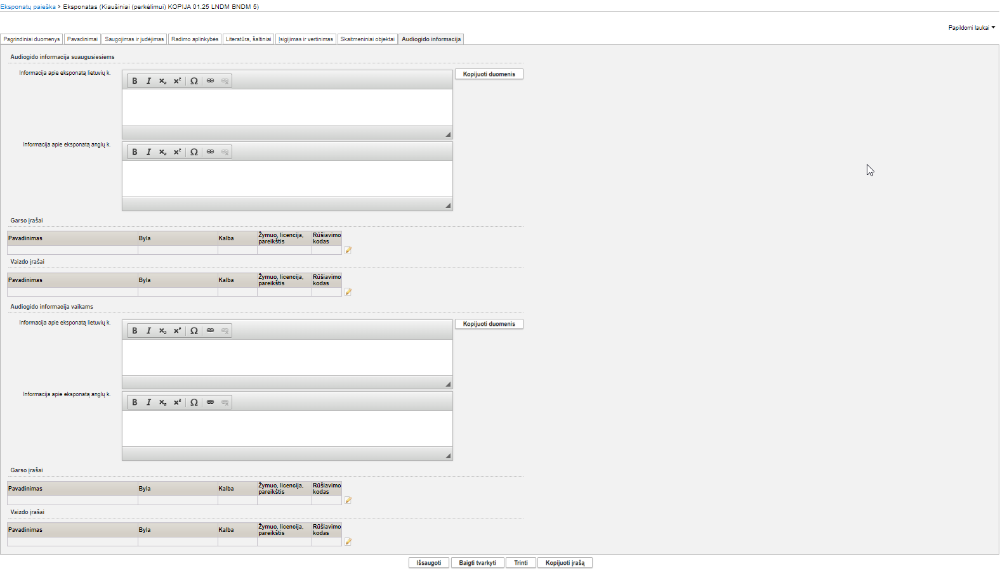 Eksponatų paieška > Eksponatas (Kiaušiniai (perkėlimui) KOPIJA 01.25 LNDM BNDM 5)
Papildomi laukai
Pagrindiniai duomenys Pavadinimai Saugojimas ir judėjimas Radimo aplinkybės Literatūra, šaltiniai Įsigijimas ir vertinimas Skaitmeniniai objektai Audiogido informacija
Audiogido informacija suaugusiesiems
Informacija apie eksponatą lietuvių k.
B I x₂ x² Ω
Kopijuoti duomenis
Informacija apie eksponatą anglų k.
B I x₂ x² Ω
Garso įrašai
Pavadinimas Byla Kalba Žymuo, licencija, pareikštis Rūšiavimo kodas
Vaizdo įrašai
Pavadinimas Byla Kalba Žymuo, licencija, pareikštis Rūšiavimo kodas
Audiogido informacija vaikams
Informacija apie eksponatą lietuvių k.
B I x₂ x² Ω
Kopijuoti duomenis
Informacija apie eksponatą anglų k.
B I x₂ x² Ω
Garso įrašai
Pavadinimas Byla Kalba Žymuo, licencija, pareikštis Rūšiavimo kodas
Vaizdo įrašai
Pavadinimas Byla Kalba Žymuo, licencija, pareikštis Rūšiavimo kodas
Išsaugoti Baigti tvarkyti Trinti Kopijuoti įrašą